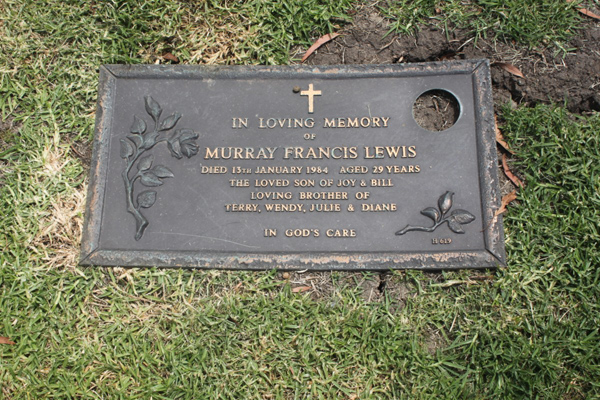 IN LOVING MEMORY
OF
MURRAY FRANCIS LEWIS
DIED 13TH JANUARY 1984 AGED 29 YEARS
THE LOVED SON OF JOY & BILL
LOVING BROTHER OF
TERRY, WENDY, JULIE & DIANE
IN GOD'S CARE